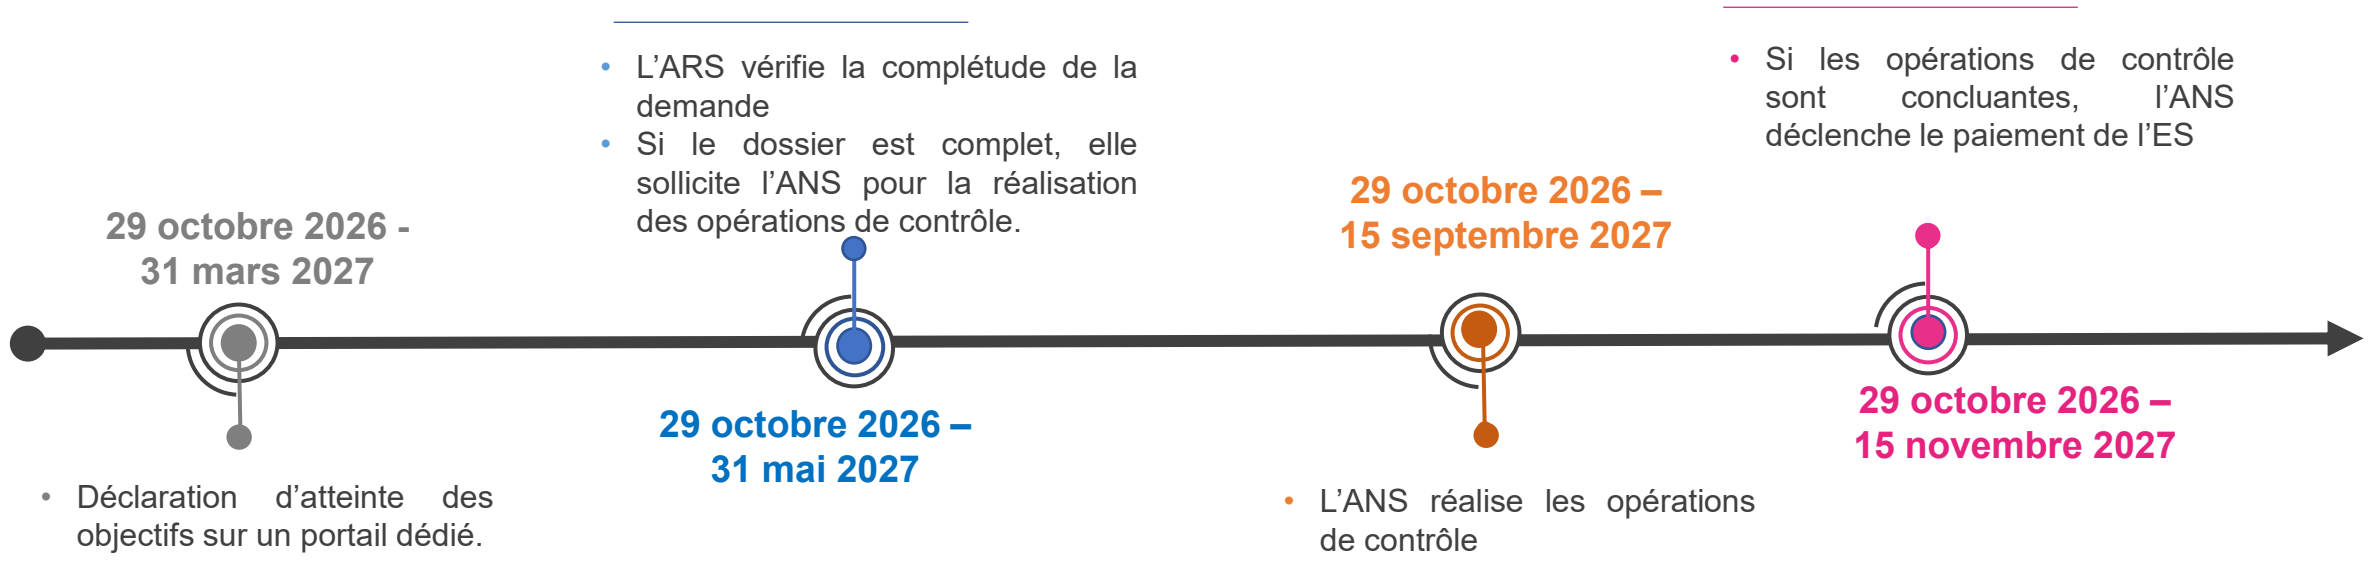 29 octobre 2026 -
31 mars 2027
• Déclaration d’atteinte des
objectifs sur un portail dédié.
• L’ARS vérifie la complétude de la
demande
• Si le dossier est complet, elle
sollicite l’ANS pour la réalisation
des opérations de contrôle.
29 octobre 2026 –
31 mai 2027
29 octobre 2026 –
15 septembre 2027
• L’ANS réalise les opérations
de contrôle
• Si les opérations de contrôle
sont concluantes, l’ANS
déclenche le paiement de l’ES
29 octobre 2026 –
15 novembre 2027